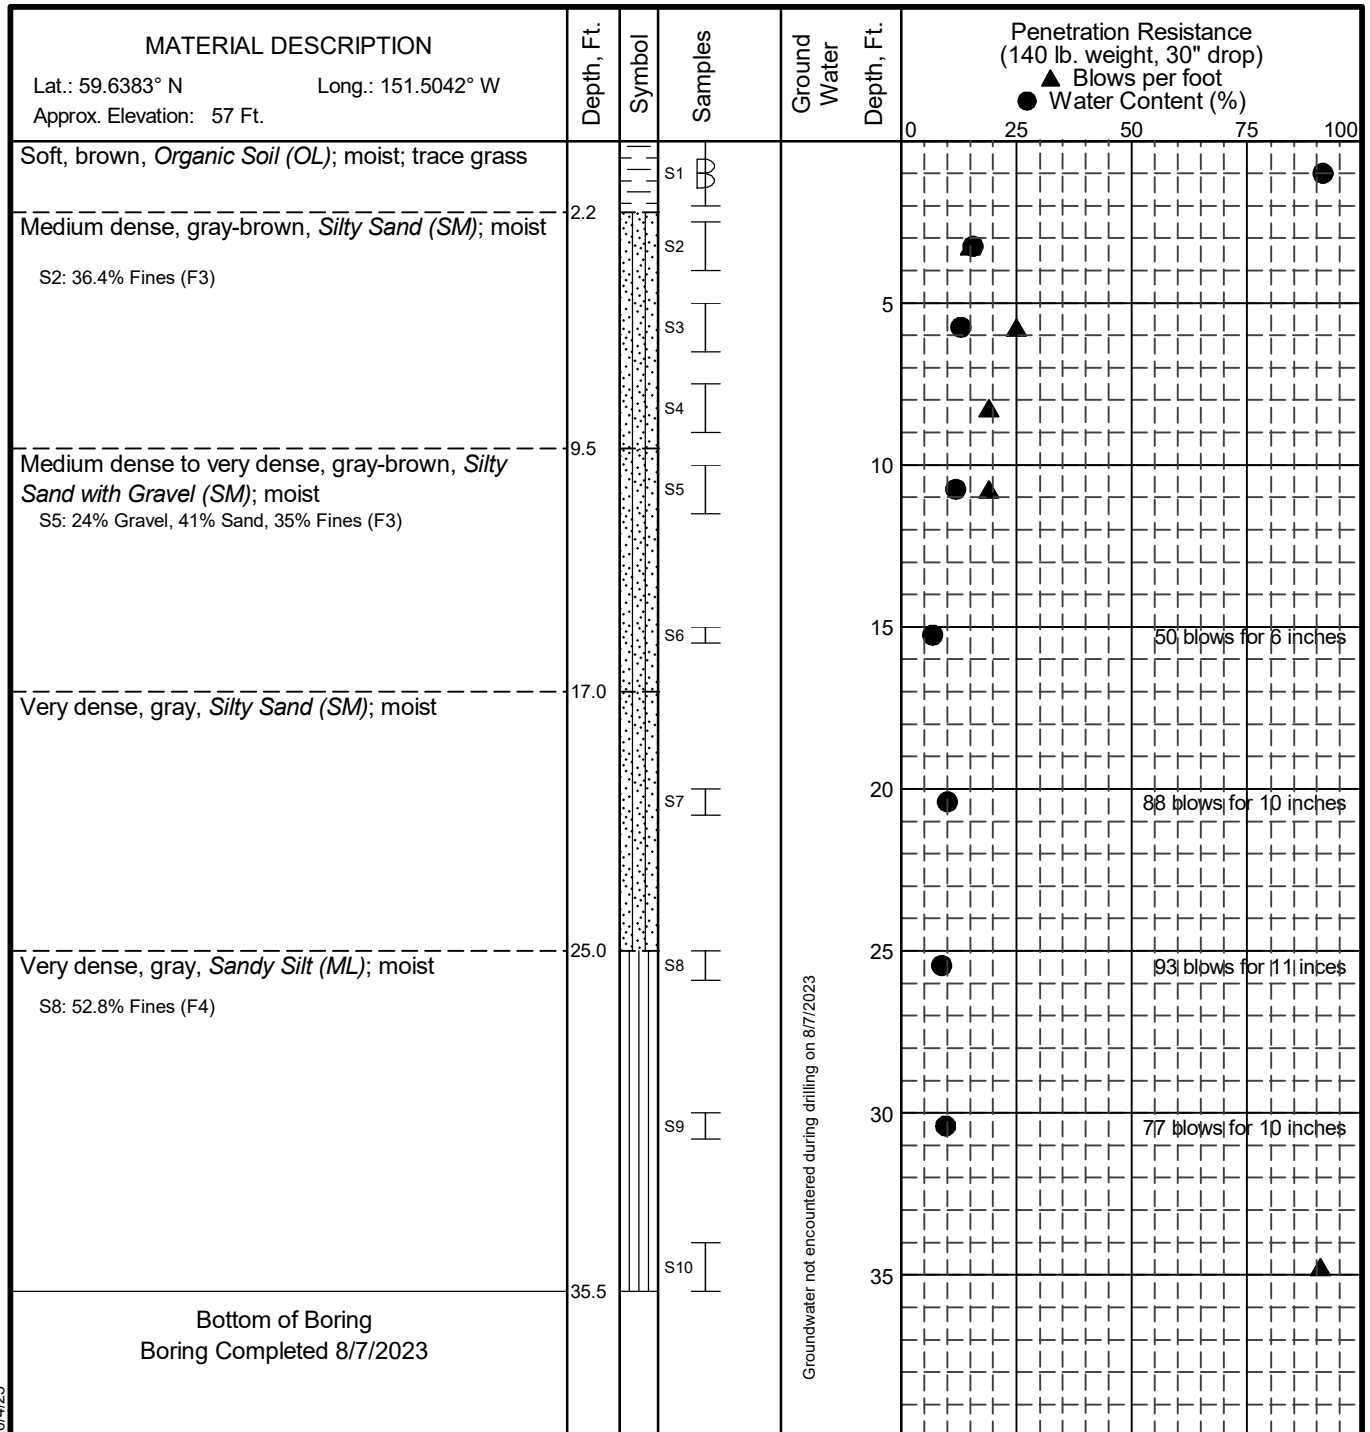 MATERIAL DESCRIPTION
Lat.: 59.6383° N Long.: 151.5042° W
Approx. Elevation: 57 Ft.
Depth, Ft.
Symbol
Samples
Ground
Water
Depth, Ft.
Penetration Resistance
(140 lb. weight, 30" drop)
▲ Blows per foot
● Water Content (%)
0 25 50 75 100
Soft, brown, Organic Soil (OL); moist; trace grass
S1
2.2
Medium dense, gray-brown, Silty Sand (SM); moist
S2
S2: 36.4% Fines (F3)
5
S3
S4
9.5
Medium dense to very dense, gray-brown, Silty
Sand with Gravel (SM); moist
S5: 24% Gravel, 41% Sand, 35% Fines (F3)
10
S5
15
S6
50 blows for 6 inches
17.0
Very dense, gray, Silty Sand (SM); moist
20
S7
88 blows for 10 inches
25.0
25
Very dense, gray, Sandy Silt (ML); moist
S8
93 blows for 11 inces
S8: 52.8% Fines (F4)
Groundwater not encountered during drilling on 8/7/2023
30
S9
77 blows for 10 inches
S10
35
35.5
Bottom of Boring
Boring Completed 8/7/2023